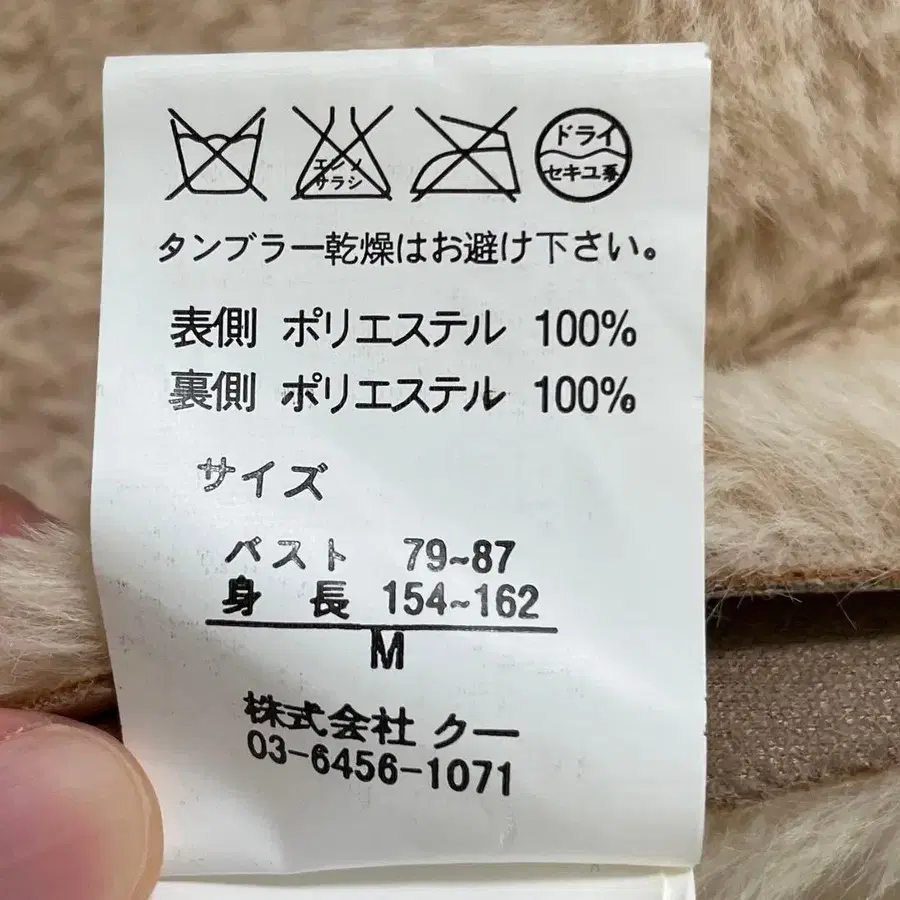 エンソ
サラシ
ドライ
セキユ系
タンブラー乾燥はお避け下さい。
表側 ポリエステル 100%
裏側 ポリエステル 100%
サイズ
バスト 79~87
身 長 154~162
M
株式会社 クー
03-6456-1071